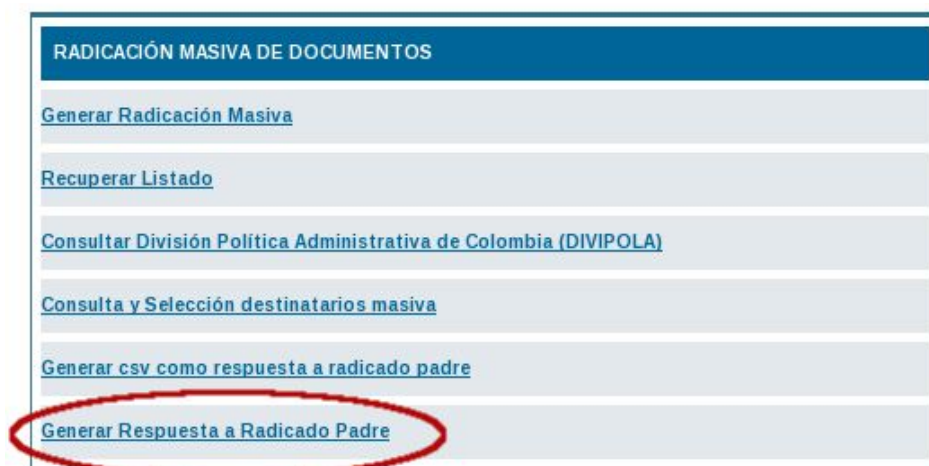 RADICACIÓN MASIVA DE DOCUMENTOS
Generar Radicación Masiva
Recuperar Listado
Consultar División Política Administrativa de Colombia (DIVIPOLA)
Consulta y Selección destinatarios masiva
Generar csv como respuesta a radicado padre
Generar Respuesta a Radicado Padre